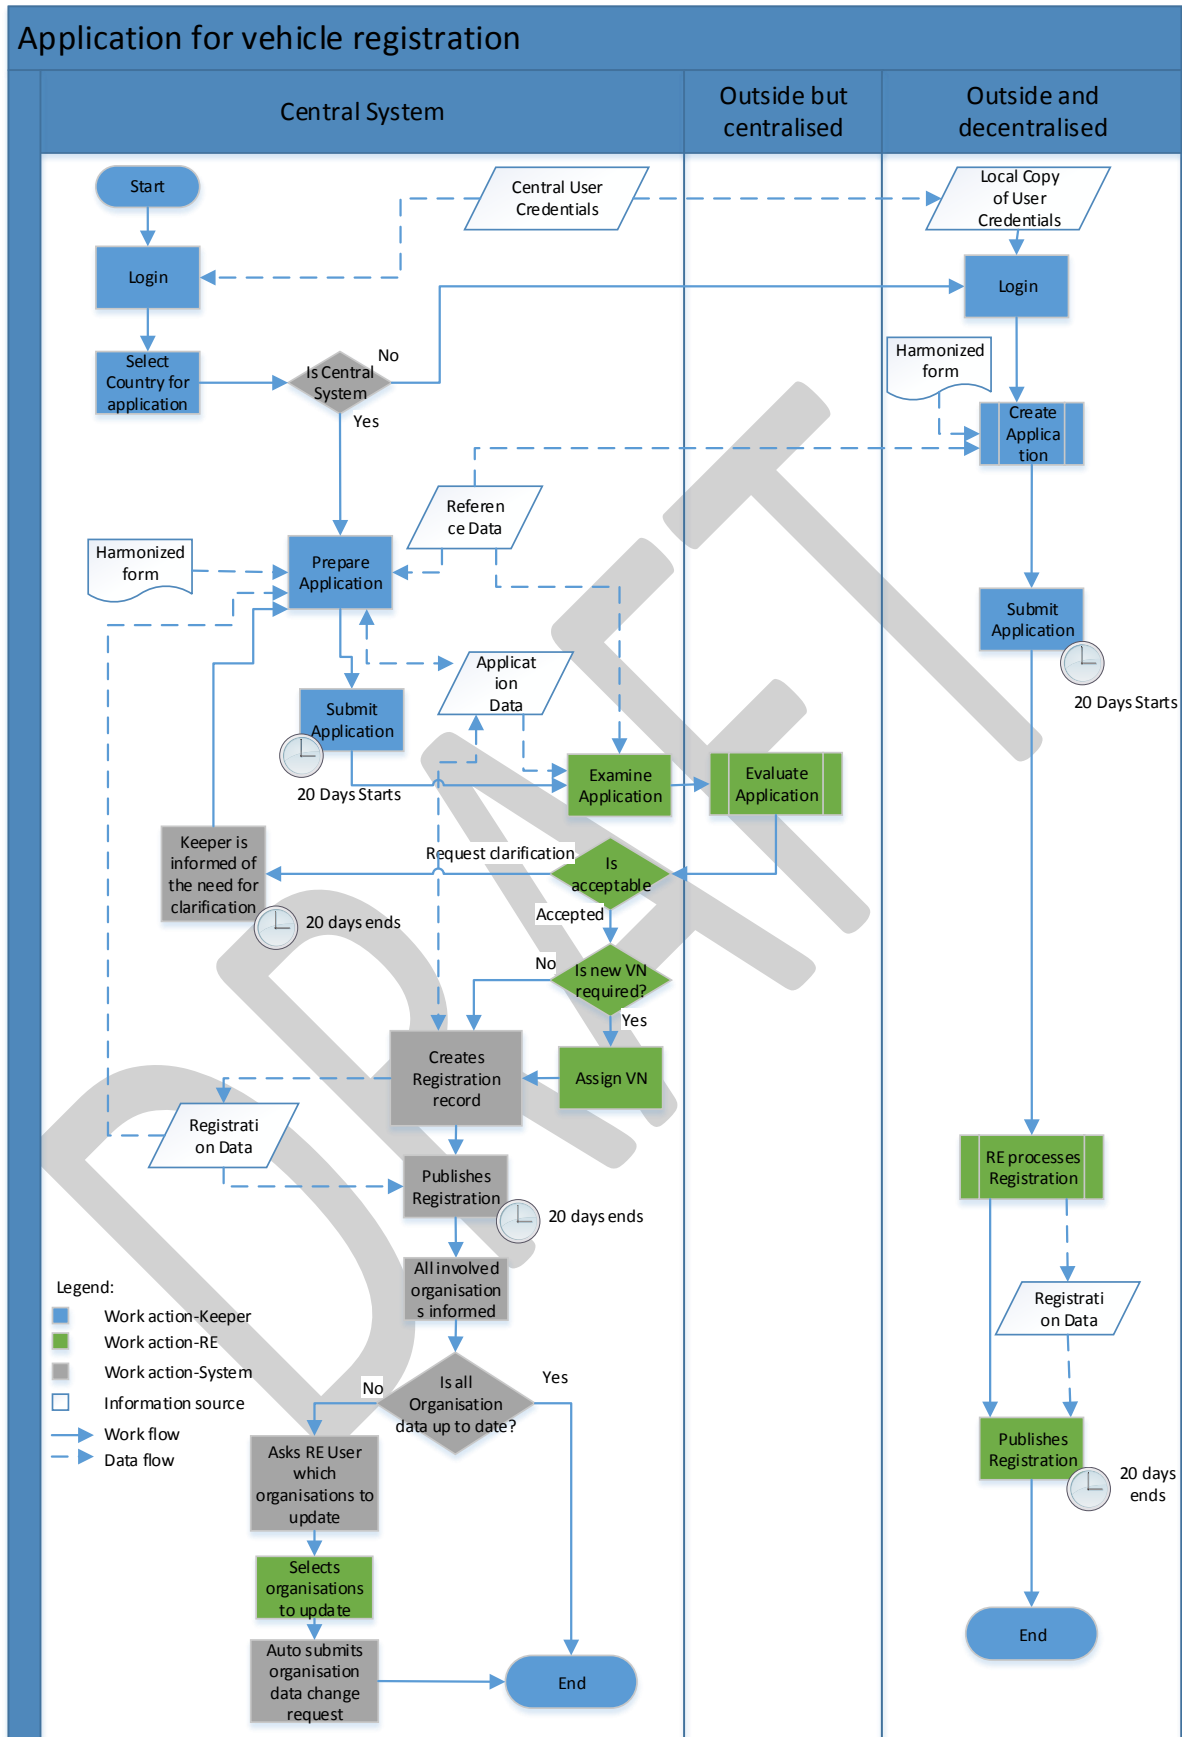 Application for vehicle registration
Central System
Outside but
centralised
Outside and
decentralised
Start
Central User
Credentials
Local Copy
of User
Credentials
Login
Login
Select
Country for
application
Is Central
System
No
Yes
Harmonized
form
Create
Applica
tion
Referen
ce Data
Harmonized
form
Prepare
Application
Submit
Application
20 Days Starts
Applicat
ion
Data
Submit
Application
20 Days Starts
Examine
Application
Evaluate
Application
Keeper is
informed of
the need for
clarification
20 days ends
Request clarification
Is
acceptable
Accepted
No
Is new VN
required?
Yes
Creates
Registration
record
Assign VN
Registrati
on Data
RE processes
Registration
Publishes
Registration
20 days ends
All involved
organisation
s informed
Registrati
on Data
Legend:
Work action-Keeper
Work action-RE
Work action-System
Information source
Work flow
Data flow
No
Is all
Organisation
data up to date?
Yes
Publishes
Registration
20 days
ends
Asks RE User
which
organisations to
update
Selects
organisations
to update
Auto submits
organisation
data change
request
End
End
DRAFT